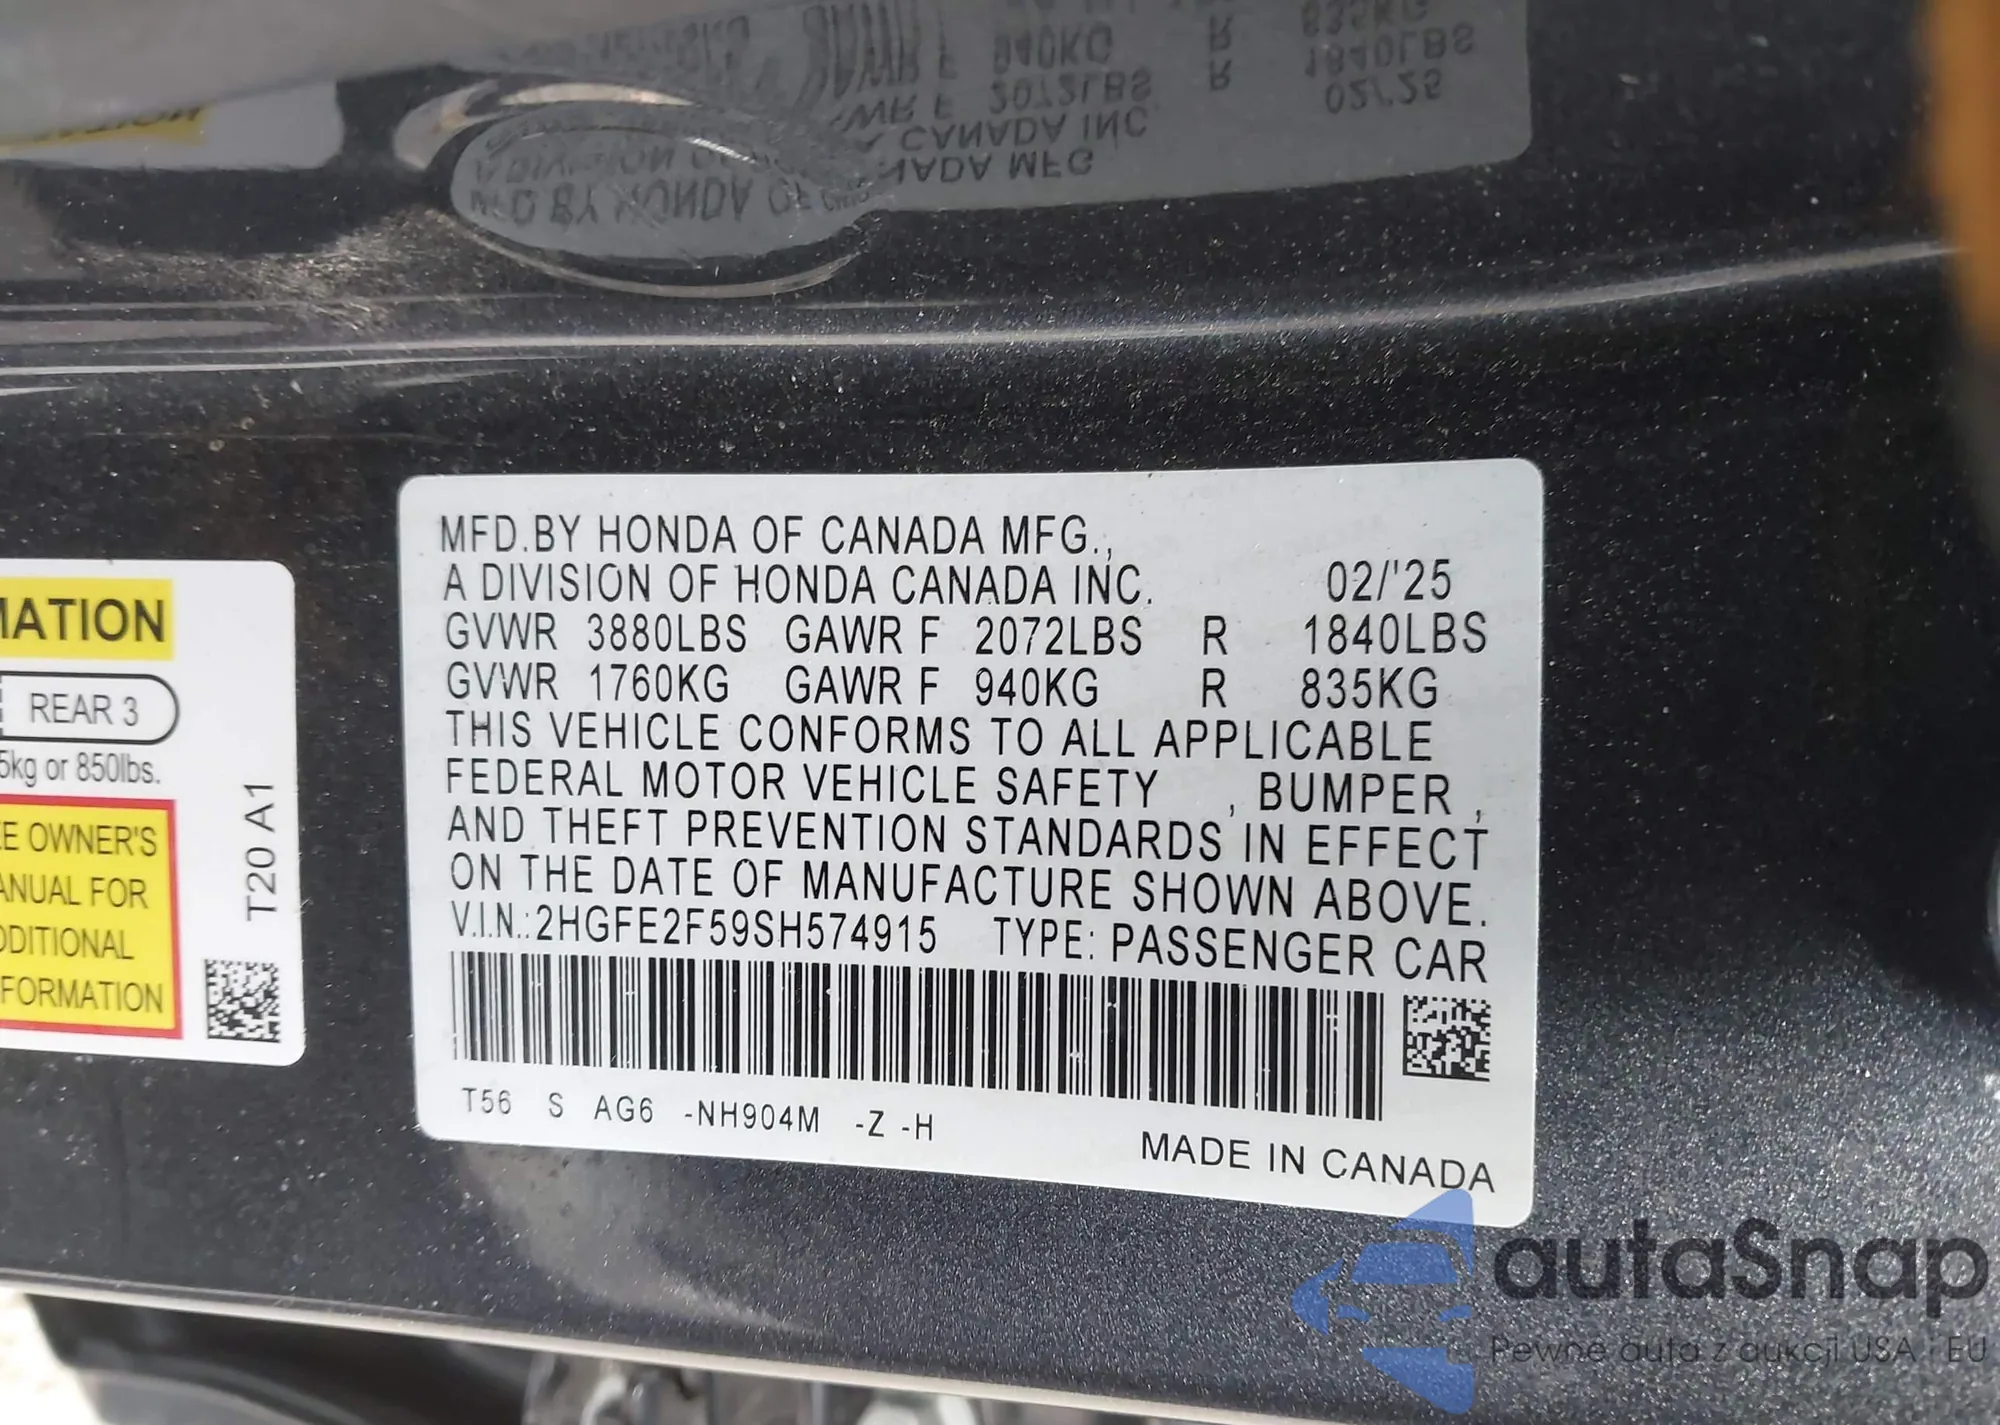 MFD.BY HONDA OF CANADA MFG.,
A DIVISION OF HONDA CANADA INC. 02/'25
GVWR 3880LBS GAWR F 2072LBS R 1840LBS
GVWR 1760KG GAWR F 940KG R 835KG
THIS VEHICLE CONFORMS TO ALL APPLICABLE
FEDERAL MOTOR VEHICLE SAFETY , BUMPER ,
AND THEFT PREVENTION STANDARDS IN EFFECT
ON THE DATE OF MANUFACTURE SHOWN ABOVE.
V.I.N.:2HGFE2F59SH574915 TYPE: PASSENGER CAR
T56 S AG6 -NH904M -Z -H
MADE IN CANADA
MATION
REAR 3
5kg or 850lbs.
OWNER'S
ANUAL FOR
DDITIONAL
FORMATION
T20 A1
autaSnap
Pewne auta z aukcji USA i EU